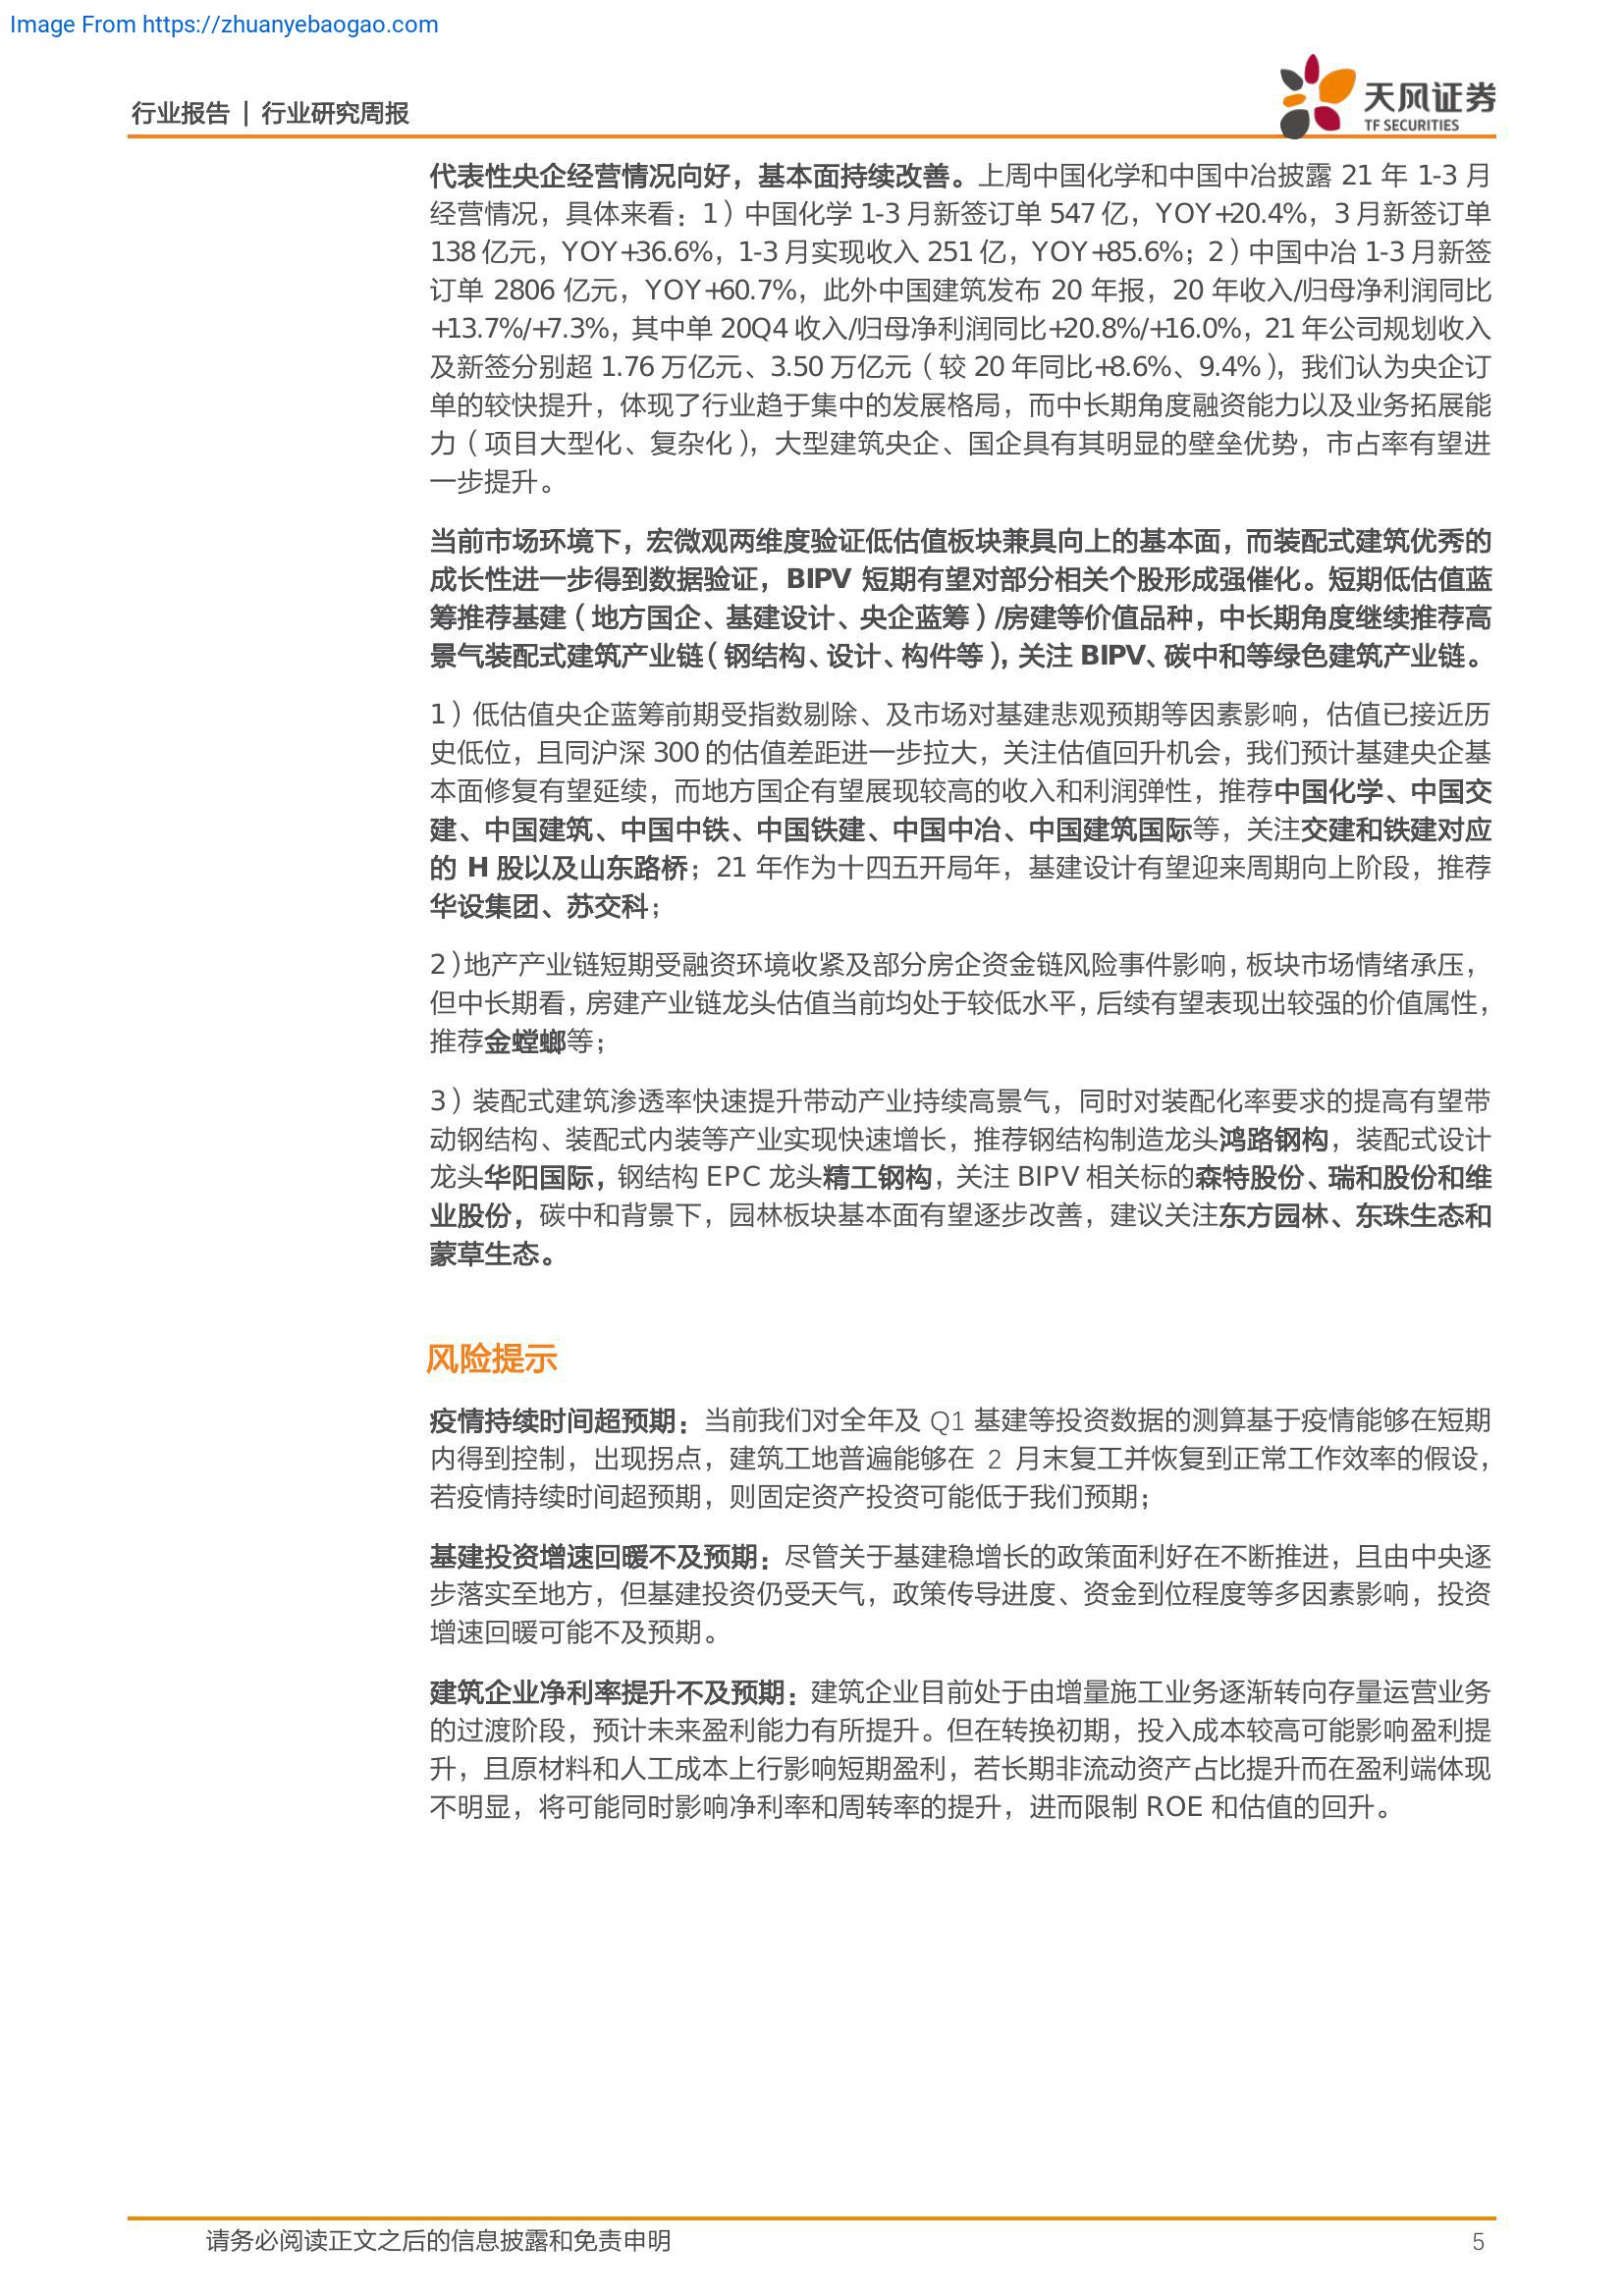 Image From https://zhuanyebaogao.com
行业报告 | 行业研究周报
天风证券
TF SECURITIES
代表性央企经营情况向好，基本面持续改善。上周中国化学和中国中冶披露 21 年 1-3 月
经营情况，具体来看：1）中国化学 1-3 月新签订单 547 亿，YOY+20.4%，3 月新签订单
138 亿元，YOY+36.6%，1-3 月实现收入 251 亿，YOY+85.6%；2）中国中冶 1-3 月新签
订单 2806 亿元，YOY+60.7%，此外中国建筑发布 20 年报，20 年收入/归母净利润同比
+13.7%/+7.3%，其中单 20Q4 收入/归母净利润同比+20.8%/+16.0%，21 年公司规划收入
及新签分别超 1.76 万亿元、3.50 万亿元（较 20 年同比+8.6%、9.4%），我们认为央企订
单的较快提升，体现了行业趋于集中的发展格局，而中长期角度融资能力以及业务拓展能
力（项目大型化、复杂化），大型建筑央企、国企具有其明显的壁垒优势，市占率有望进
一步提升。
当前市场环境下，宏微观两维度验证低估值板块兼具向上的基本面，而装配式建筑优秀的
成长性进一步得到数据验证，BIPV 短期有望对部分相关个股形成强催化。短期低估值蓝
筹推荐基建（地方国企、基建设计、央企蓝筹）/房建等价值品种，中长期角度继续推荐高
景气装配式建筑产业链（钢结构、设计、构件等），关注 BIPV、碳中和等绿色建筑产业链。
1）低估值央企蓝筹前期受指数剔除、及市场对基建悲观预期等因素影响，估值已接近历
史低位，且同沪深 300 的估值差距进一步拉大，关注估值回升机会，我们预计基建央企基
本面修复有望延续，而地方国企有望展现较高的收入和利润弹性，推荐中国化学、中国交
建、中国建筑、中国中铁、中国铁建、中国中冶、中国建筑国际等，关注交建和铁建对应
的 H 股以及山东路桥；21 年作为十四五开局年，基建设计有望迎来周期向上阶段，推荐
华设集团、苏交科；
2）地产产业链短期受融资环境收紧及部分房企资金链风险事件影响，板块市场情绪承压，
但中长期看，房建产业链龙头估值当前均处于较低水平，后续有望表现出较强的价值属性，
推荐金螳螂等；
3）装配式建筑渗透率快速提升带动产业持续高景气，同时对装配化率要求的提高有望带
动钢结构、装配式内装等产业实现快速增长，推荐钢结构制造龙头鸿路钢构，装配式设计
龙头华阳国际，钢结构 EPC 龙头精工钢构，关注 BIPV 相关标的森特股份、瑞和股份和维
业股份，碳中和背景下，园林板块基本面有望逐步改善，建议关注东方园林、东珠生态和
蒙草生态。
风险提示
疫情持续时间超预期：当前我们对全年及 Q1 基建等投资数据的测算基于疫情能够在短期
内得到控制，出现拐点，建筑工地普遍能够在 2 月末复工并恢复到正常工作效率的假设，
若疫情持续时间超预期，则固定资产投资可能低于我们预期；
基建投资增速回暖不及预期：尽管关于基建稳增长的政策面利好在不断推进，且由中央逐
步落实至地方，但基建投资仍受天气，政策传导进度、资金到位程度等多因素影响，投资
增速回暖可能不及预期。
建筑企业净利率提升不及预期：建筑企业目前处于由增量施工业务逐渐转向存量运营业务
的过渡阶段，预计未来盈利能力有所提升。但在转换初期，投入成本较高可能影响盈利提
升，且原材料和人工成本上行影响短期盈利，若长期非流动资产占比提升而在盈利端体现
不明显，将可能同时影响净利率和周转率的提升，进而限制 ROE 和估值的回升。
请务必阅读正文之后的信息披露和免责申明
5